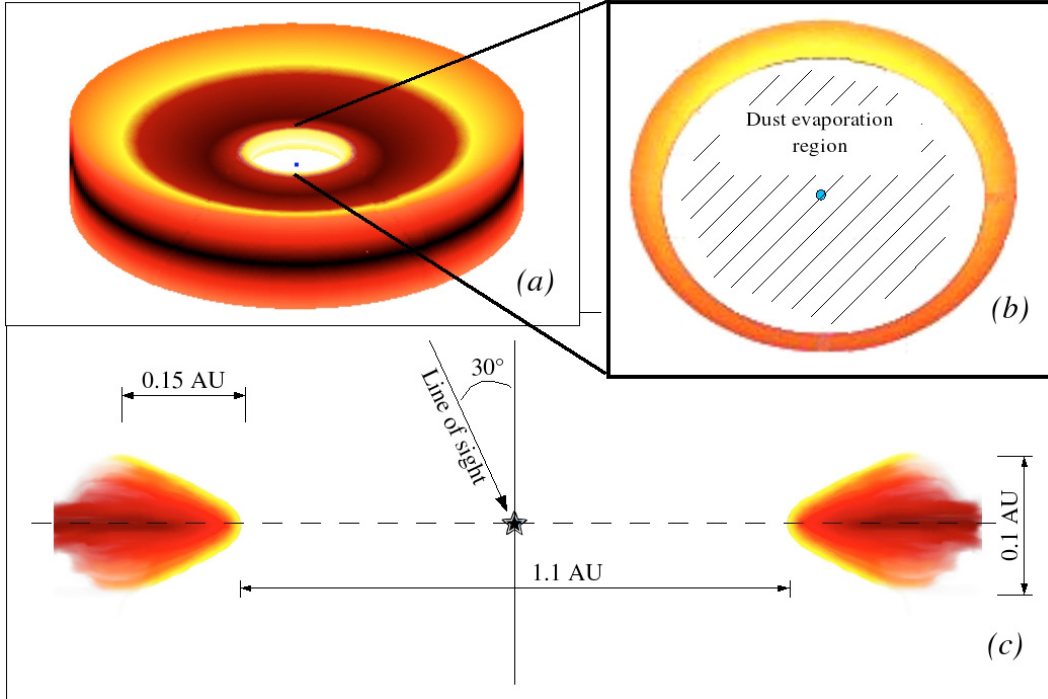 (a)
Dust evaporation
region
(b)
0.15 AU
30°
Line of sight
0.1 AU
1.1 AU
(c)